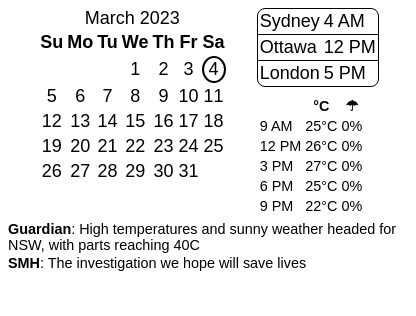 March 2023
Su Mo Tu We Th Fr Sa
1 2 3 4
5 6 7 8 9 10 11
12 13 14 15 16 17 18
19 20 21 22 23 24 25
26 27 28 29 30 31
Sydney 4 AM
Ottawa 12 PM
London 5 PM
°C ☂
9 AM 25°C 0%
12 PM 26°C 0%
3 PM 27°C 0%
6 PM 25°C 0%
9 PM 22°C 0%
Guardian: High temperatures and sunny weather headed for
NSW, with parts reaching 40C
SMH: The investigation we hope will save lives